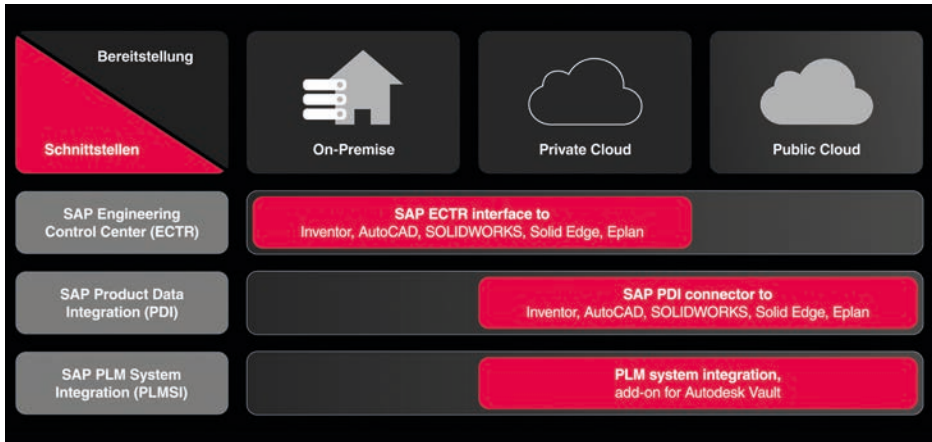 Bereitstellung
Schnittstellen
On-Premise
Private Cloud
Public Cloud
SAP Engineering
Control Center (ECTR)
SAP ECTR interface to
Inventor, AutoCAD, SOLIDWORKS, Solid Edge, Eplan
SAP Product Data
Integration (PDI)
SAP PDI connector to
Inventor, AutoCAD, SOLIDWORKS, Solid Edge, Eplan
SAP PLM System
Integration (PLMSI)
PLM system integration,
add-on for Autodesk Vault